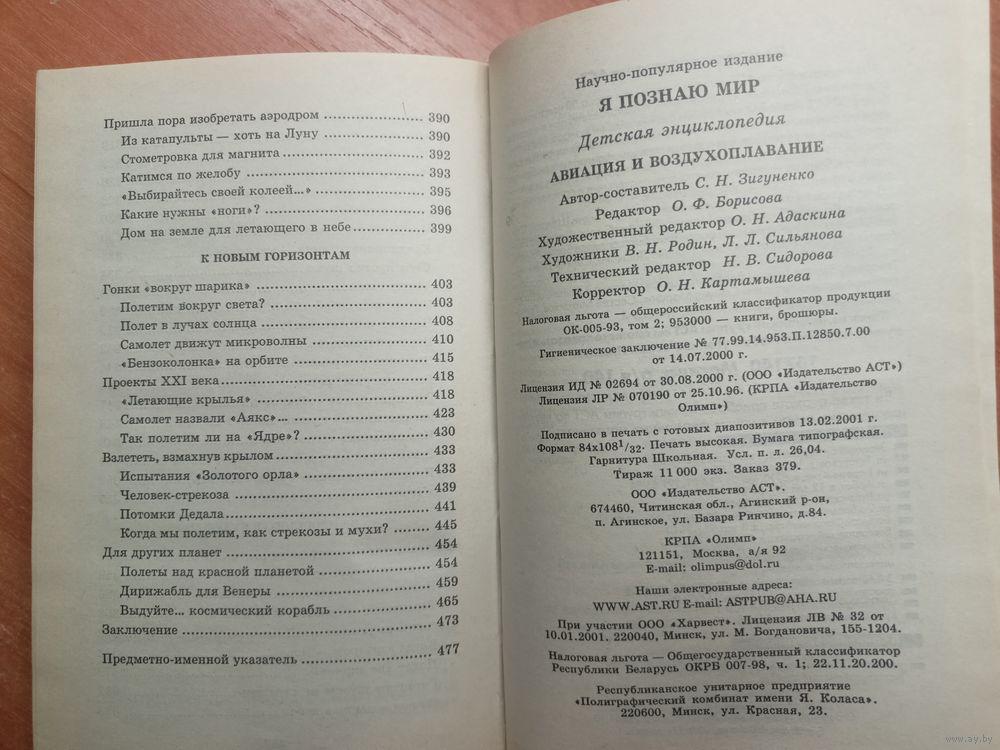 Пришла пора изобретать аэродром ........ 390
Из катапульты — хоть на Луну ........ 390
Стометровка для магнита ........ 392
Катимся по желобу ........ 393
«Выбирайтесь своей колеей...» ........ 395
Какие нужны «ноги»? ........ 396
Дом на земле для летающего в небе ........ 399
К НОВЫМ ГОРИЗОНТАМ
Гонки «вокруг шарика» ........ 403
Полетим вокруг света? ........ 403
Полет в лучах солнца ........ 408
Самолет движут микроволны ........ 410
«Бензоколонка» на орбите ........ 415
Проекты XXI века ........ 418
«Летающие крылья» ........ 418
Самолет назвали «Аякс»... ........ 423
Так полетим ли на «Ядре»? ........ 430
Взлететь, взмахнув крылом ........ 433
Испытания «Золотого орла» ........ 433
Человек-стрекоза ........ 439
Потомки Дедала ........ 441
Когда мы полетим, как стрекозы и мухи? ........ 445
Для других планет ........ 454
Полеты над красной планетой ........ 454
Дирижабль для Венеры ........ 459
Выдуйте... космический корабль ........ 465
Заключение ........ 473
Предметно-именной указатель ........ 477
Научно-популярное издание
Я ПОЗНАЮ МИР
Детская энциклопедия
АВИАЦИЯ И ВОЗДУХОПЛАВАНИЕ
Автор-составитель С. Н. Зигуненко
Редактор О. Ф. Борисова
Художественный редактор О. Н. Адаскина
Художники В. Н. Родин, Л. Л. Сильянова
Технический редактор Н. В. Сидорова
Корректор О. Н. Картамышева
Налоговая льгота — общероссийский классификатор продукции
ОК-005-93, том 2; 953000 — книги, брошюры.
Гигиеническое заключение № 77.99.14.953.П.12850.7.00
от 14.07.2000 г.
Лицензия ИД № 02694 от 30.08.2000 г. (ООО «Издательство АСТ»)
Лицензия ЛР № 070190 от 25.10.96. (КРПА «Издательство
Олимп»)
Подписано в печать с готовых диапозитивов 13.02.2001 г.
Формат 84х108¹/₃₂. Печать высокая. Бумага типографская.
Гарнитура Школьная. Усл. п. л. 26,04.
Тираж 11 000 экз. Заказ 379.
ООО «Издательство АСТ».
674460, Читинская обл., Агинский р-он,
п. Агинское, ул. Базара Ринчино, д.84.
КРПА «Олимп»
121151, Москва, а/я 92
E-mail: olimpus@dol.ru
Наши электронные адреса:
WWW.AST.RU E-mail: ASTPUB@AHA.RU
При участии ООО «Харвест». Лицензия ЛВ № 32 от
10.01.2001. 220040, Минск, ул. М. Богдановича, 155-1204.
Налоговая льгота — Общегосударственный классификатор
Республики Беларусь ОКРБ 007-98, ч. 1; 22.11.20.200.
Республиканское унитарное предприятие
«Полиграфический комбинат имени Я. Коласа».
220600, Минск, ул. Красная, 23.
www.ay.by